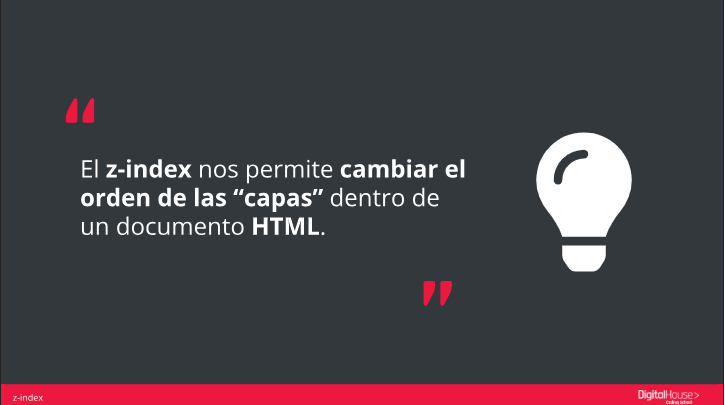 “
El z-index nos permite cambiar el
orden de las “capas” dentro de
un documento HTML.
”
z-index
DigitalHouse>
Coding School